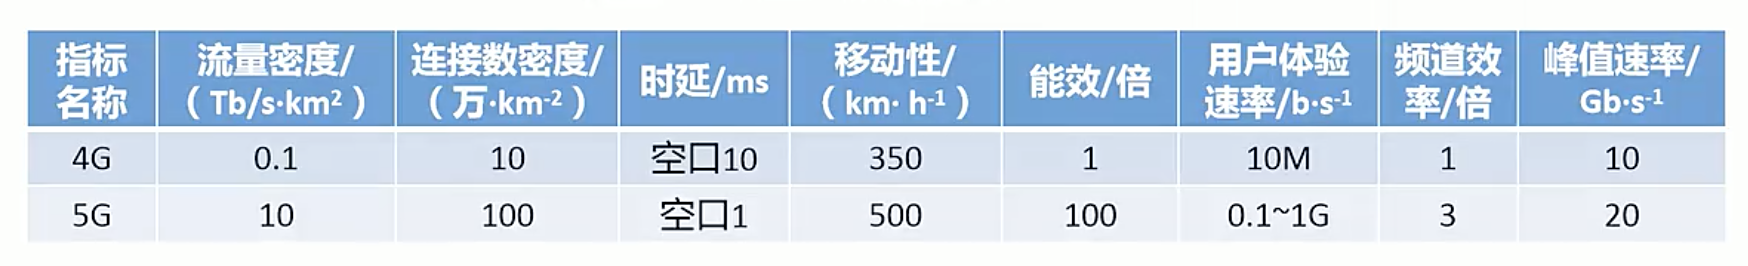 指标名称 流量密度/（Tb/s·km²） 连接数密度/（万·km⁻²） 时延/ms 移动性/（km· h⁻¹） 能效/倍 用户体验速率/b·s⁻¹ 频道效率/倍 峰值速率/Gb·s⁻¹
4G 0.1 10 空口10 350 1 10M 1 10
5G 10 100 空口1 500 100 0.1~1G 3 20